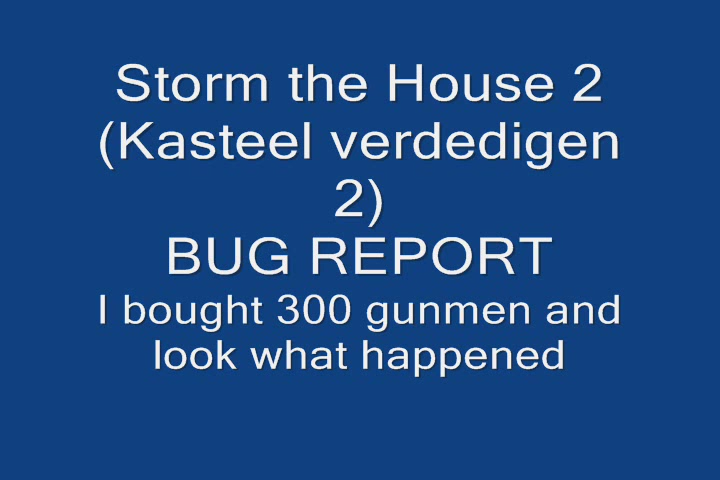 Storm the House 2
(Kasteel verdedigen
2)
BUG REPORT
I bought 300 gunmen and
look what happened